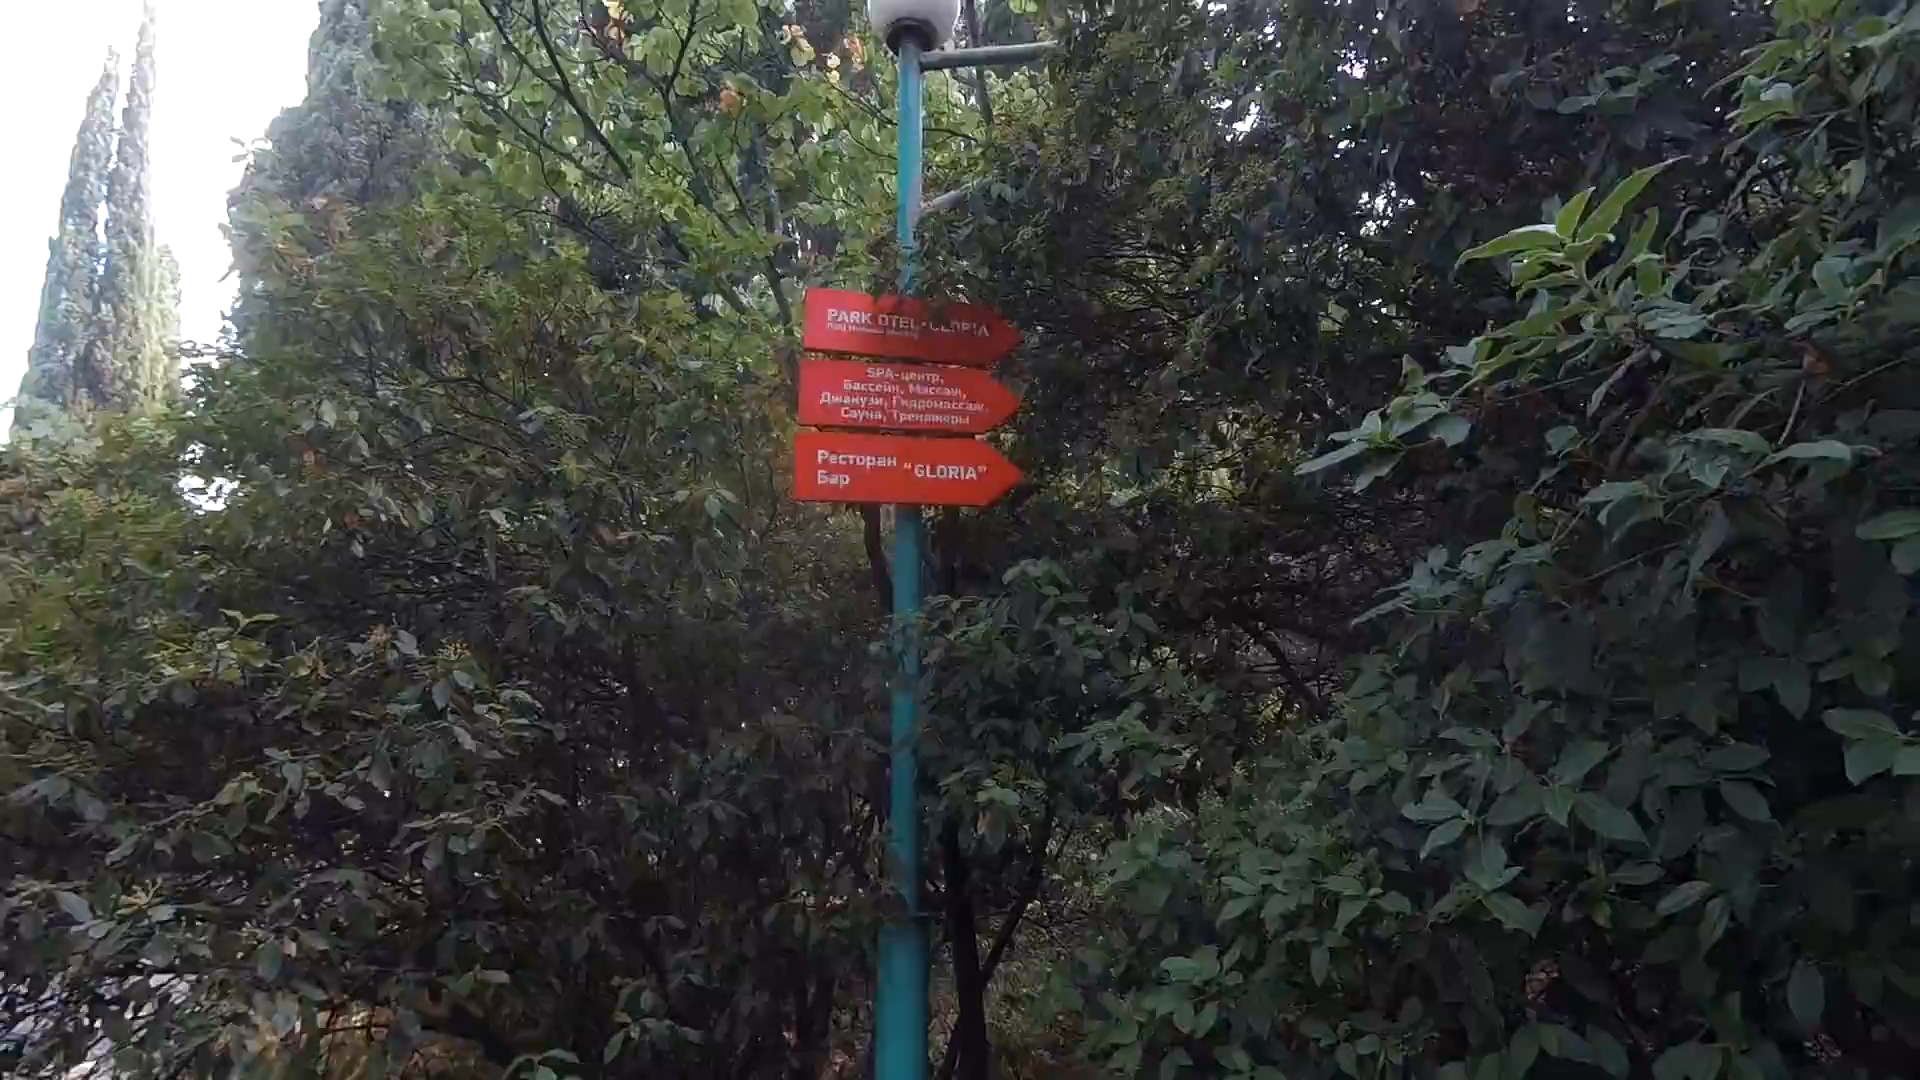 PARK OTEL-GLORIA
SPA-центр,
Бассейн, Массаж,
Джакузи, Гидромассаж,
Сауна, Тренажеры
Ресторан "GLORIA"
Бар